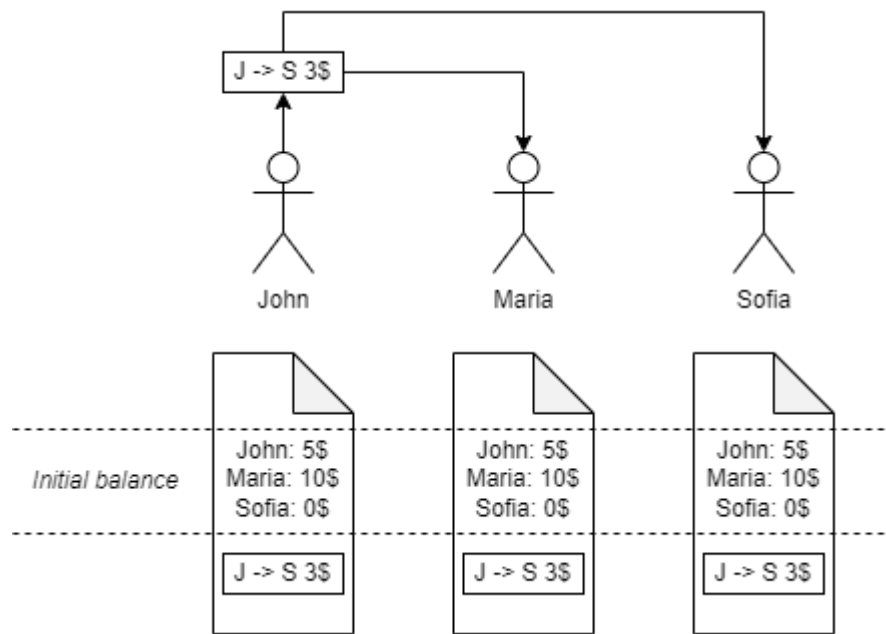 J -> S 3$
John
Maria
Sofia
Initial balance
John: 5$
Maria: 10$
Sofia: 0$
John: 5$
Maria: 10$
Sofia: 0$
John: 5$
Maria: 10$
Sofia: 0$
J -> S 3$
J -> S 3$
J -> S 3$